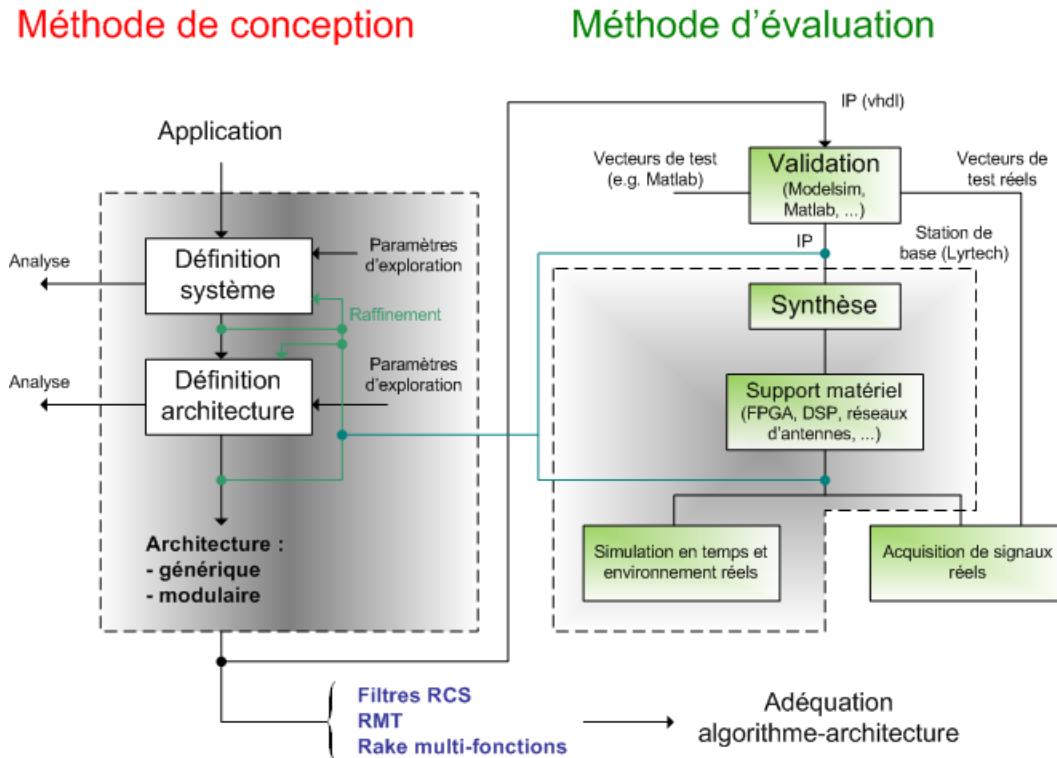 Méthode de conception
Méthode d'évaluation
Application
Définition
système
Analyse
Paramètres
d'exploration
Raffinement
Définition
architecture
Analyse
Paramètres
d'exploration
Architecture :
- générique
- modulaire
Filtres RCS
RMT
Rake multi-fonctions
Adéquation
algorithme-architecture
IP (vhdl)
Vecteurs de test
(e.g. Matlab)
Validation
(Modelsim,
Matlab, ...)
Vecteurs de
test réels
IP
Station de
base (Lyrtech)
Synthèse
Support matériel
(FPGA, DSP, réseaux
d'antennes, ...)
Simulation en temps et
environnement réels
Acquisition de signaux
réels